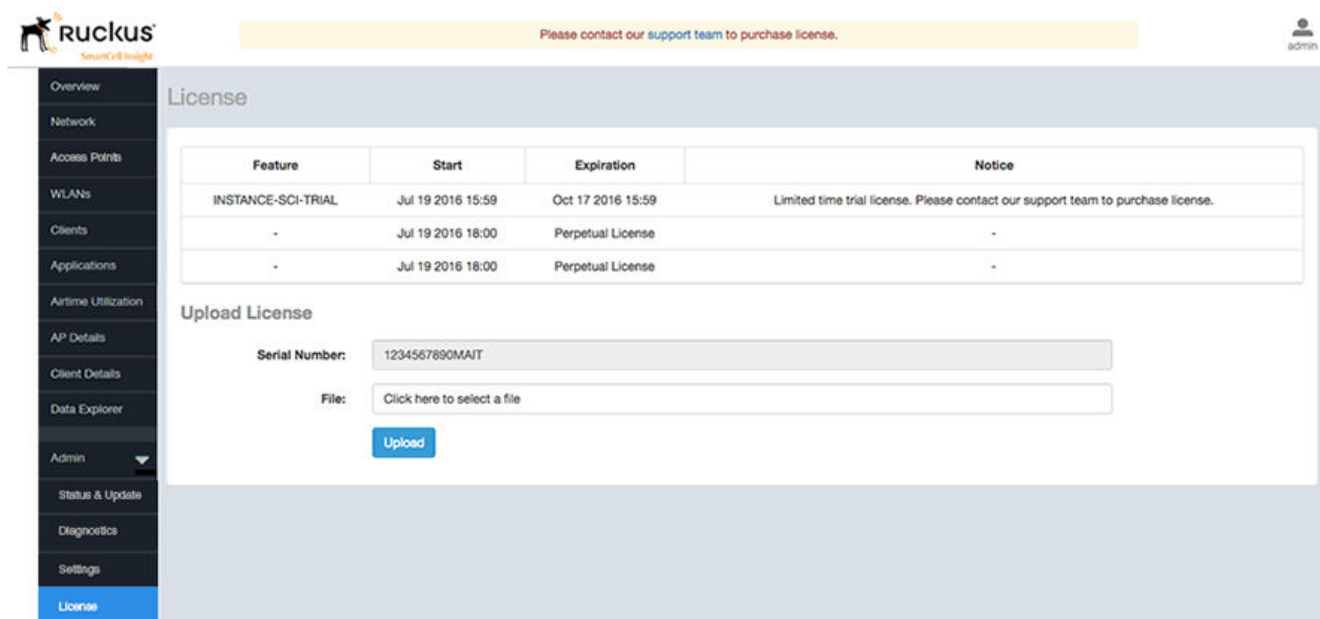 Ruckus
SmartCell Insight
Please contact our support team to purchase license.
admin
Overview
Network
Access Points
WLANs
Clients
Applications
Airtime Utilization
AP Details
Client Details
Data Explorer
Admin
Status & Update
Diagnostics
Settings
License
License
Feature Start Expiration Notice
INSTANCE-SCI-TRIAL Jul 19 2016 15:59 Oct 17 2016 15:59 Limited time trial license. Please contact our support team to purchase license.
- Jul 19 2016 18:00 Perpetual License -
- Jul 19 2016 18:00 Perpetual License -
Upload License
Serial Number: 1234567890MAIT
File: Click here to select a file
Upload